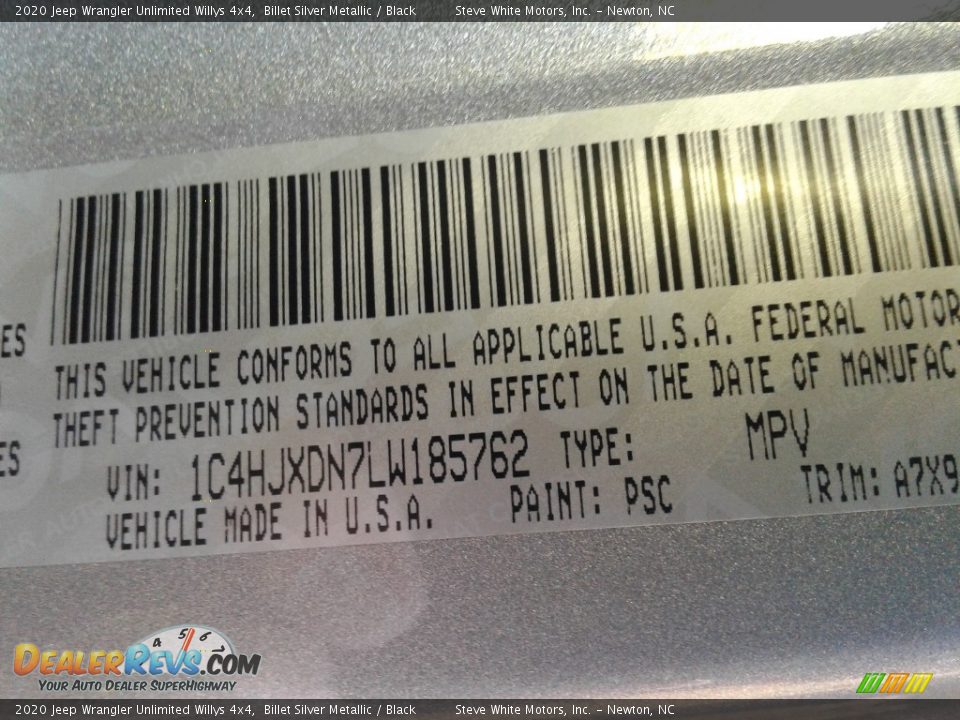 2020 Jeep Wrangler Unlimited Willys 4x4, Billet Silver Metallic / Black Steve White Motors, Inc. - Newton, NC
ES
THIS VEHICLE CONFORMS TO ALL APPLICABLE U.S.A. FEDERAL MOTOR
THEFT PREVENTION STANDARDS IN EFFECT ON THE DATE OF MANUFAC
ES
VIN: 1C4HJXDN7LW185762 TYPE: MPV
VEHICLE MADE IN U.S.A. PAINT: PSC TRIM: A7X9
4 5 6
DEALERREVS.COM
YOUR AUTO DEALER SUPERHIGHWAY
2020 Jeep Wrangler Unlimited Willys 4x4, Billet Silver Metallic / Black Steve White Motors, Inc. - Newton, NC